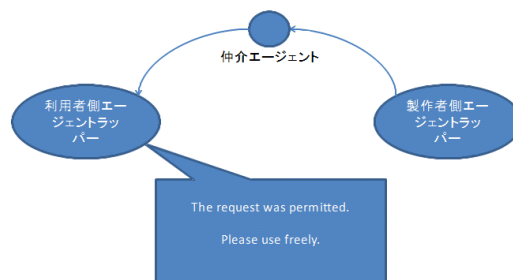 仲介エージェント
利用者側エー
ジェントラッ
パー
製作者側エー
ジェントラッ
パー
The request was permitted.
Please use freely.